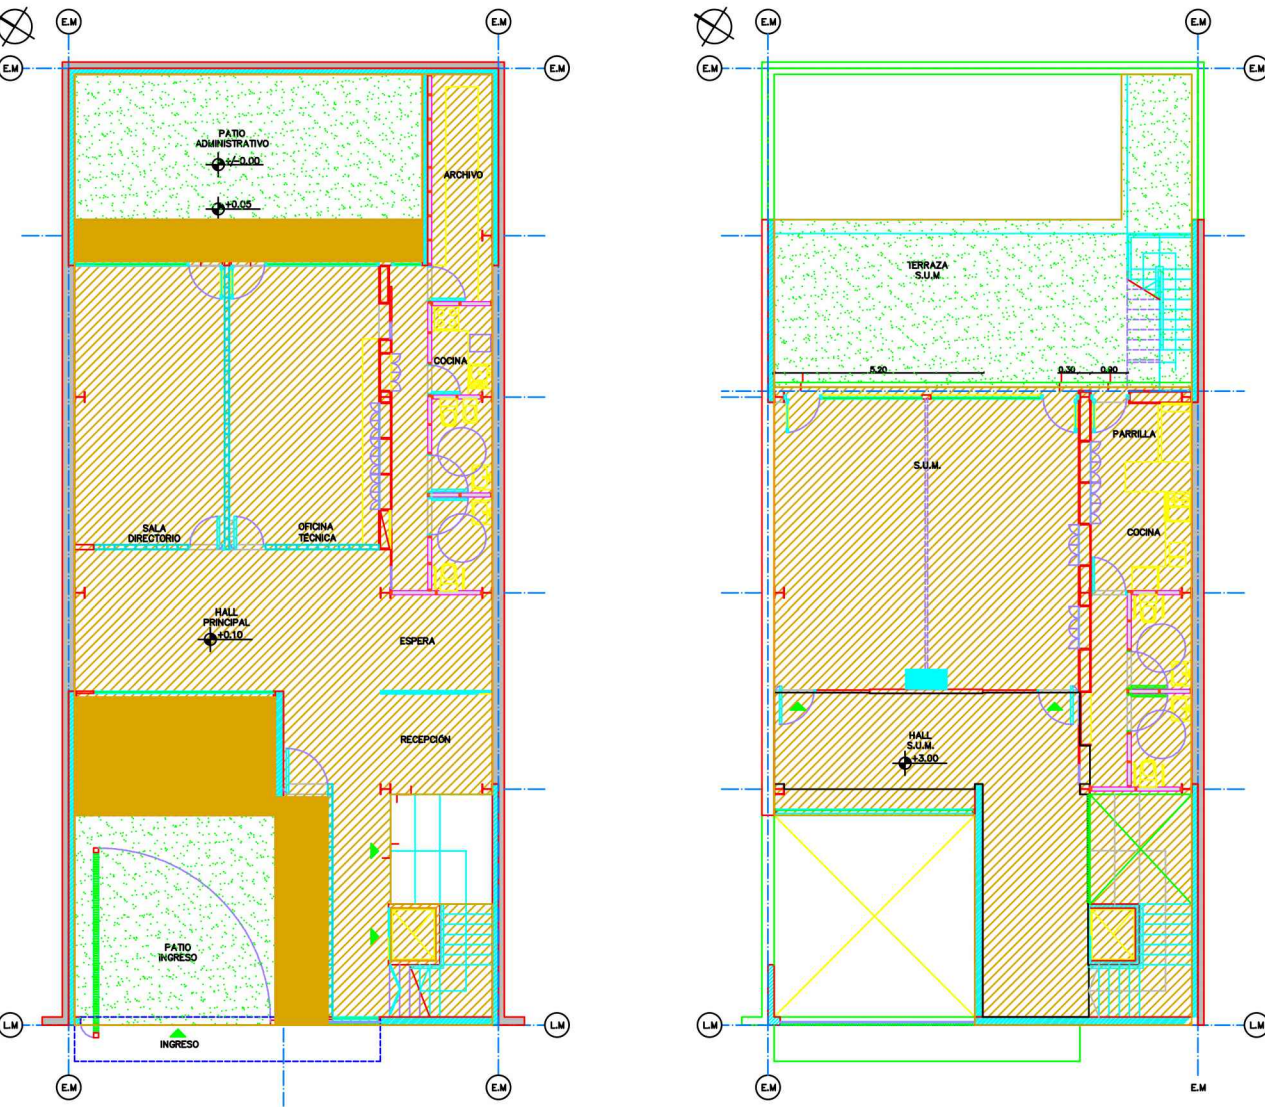 E.M
E.M
E.M
E.M
PATIO
ADMINISTRATIVO
+/-0.00
+0.05
ARCHIVO
COCINA
SALA
DIRECTORIO
OFICINA
TÉCNICA
HALL
PRINCIPAL
+0.10
ESPERA
RECEPCIÓN
PATIO
INGRESO
L.M
L.M
INGRESO
E.M
E.M
E.M
E.M
E.M
E.M
TERRAZA
S.U.M
5.20
0.30
0.90
PARRILLA
S.U.M.
COCINA
HALL
S.U.M.
+3.00
L.M
L.M
E.M
E.M